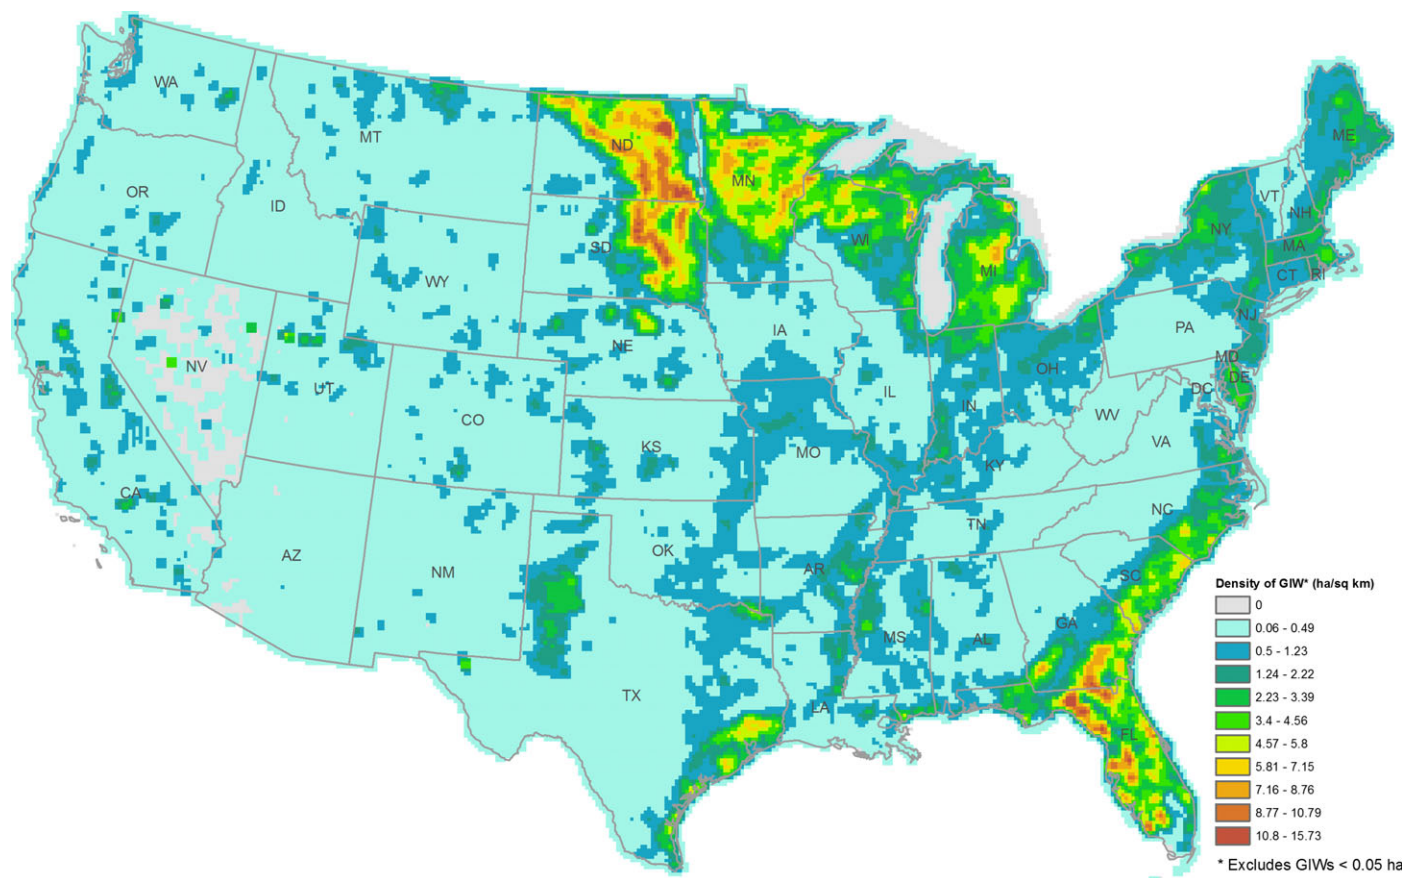 WA
ME
MT
ND
MN
OR
VT
ID
NH
NY
WI
MA
SD
MI
CT
RI
WY
NJ
PA
IA
NE
MD
NV
OH
DE
UT
IL
DC
IN
CO
WV
VA
KS
MO
KY
CA
NC
TN
OK
AZ
AR
NM
SC
GA
MS
AL
TX
LA
FL
Density of GIW* (ha/sq km)
0
0.06 - 0.49
0.5 - 1.23
1.24 - 2.22
2.23 - 3.39
3.4 - 4.56
4.57 - 5.8
5.81 - 7.15
7.16 - 8.76
8.77 - 10.79
10.8 - 15.73
* Excludes GIWs < 0.05 ha